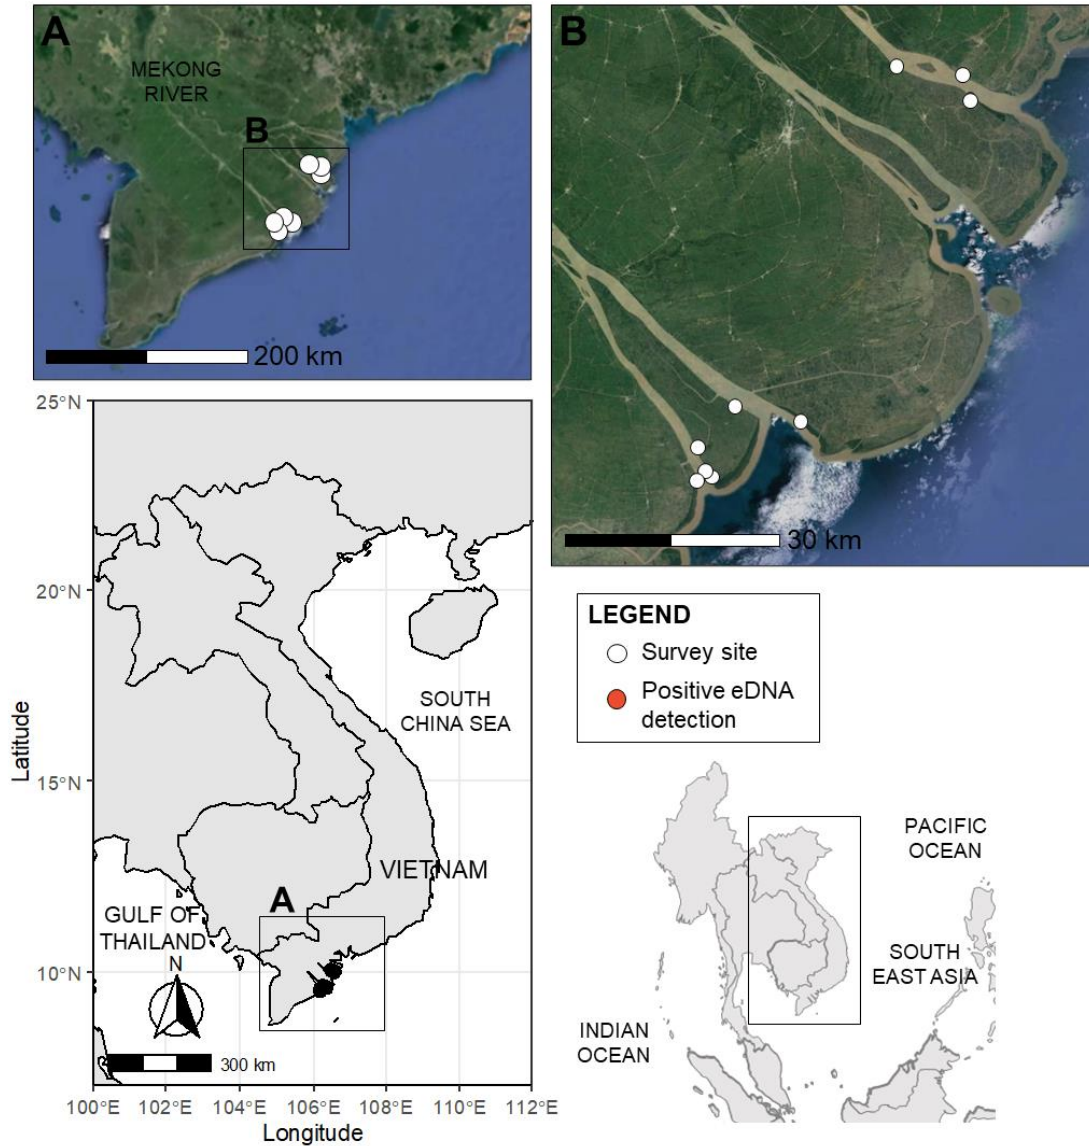 A
MEKONG
RIVER
B
200 km
B
30 km
25°N
20°N
15°N
10°N
Latitude
SOUTH
CHINA SEA
VIETNAM
A
GULF OF
THAILAND
N
300 km
100°E
102°E
104°E
106°E
108°E
110°E
112°E
Longitude
LEGEND
Survey site
Positive eDNA
detection
PACIFIC
OCEAN
SOUTH
EAST ASIA
INDIAN
OCEAN